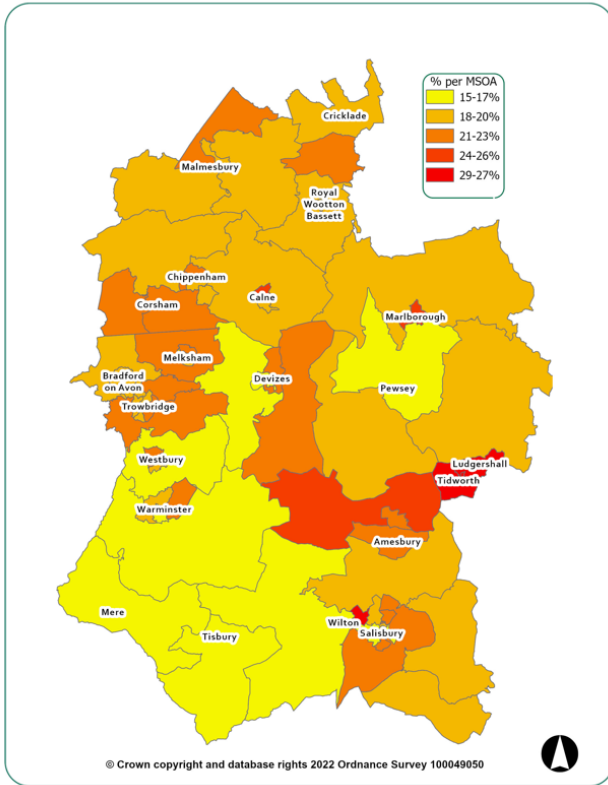 % per MSOA
15-17%
18-20%
21-23%
24-26%
29-27%
Cricklade
Malmesbury
Royal
Wootton
Bassett
Chippenham
Calne
Corsham
Marlborough
Melksham
Bradford
on Avon
Devizes
Pewsey
Trowbridge
Westbury
Ludgershall
Tidworth
Warminster
Amesbury
Mere
Wilton
Salisbury
Tisbury
© Crown copyright and database rights 2022 Ordnance Survey 100049050